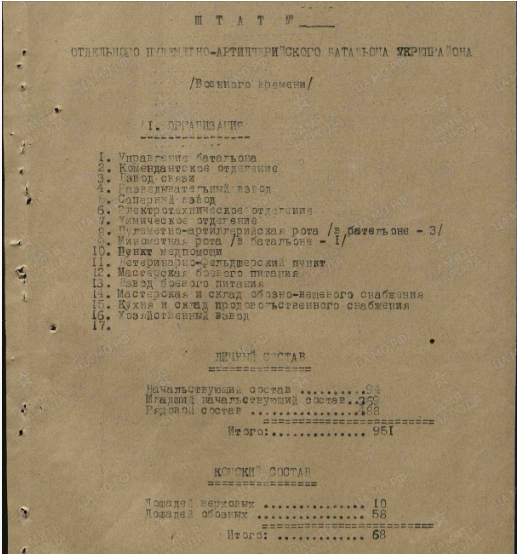 Ш Т А Т №
ОТДЕЛЬНОГО ПУЛЕМЕТНО-АРТИЛЛЕРИЙСКОГО БАТАЛЬОНА УКРЕПРАЙОНА
/Военного времени/
I. ОРГАНИЗАЦИЯ
1. Управление батальона
2. Комендантское отделение
3. Взвод связи
4. Разведывательный взвод
5. Саперный взвод
6. Электротехническое отделение
7. Химическое отделение
8. Пулеметно-артиллерийская рота /в батальоне - 3/
9. Минометная рота /в батальоне - I/
10. Пункт медпомощи
11. Ветеринарно-фельдшерский пункт
12. Мастерская боевого питания
13. Взвод боевого питания
14. Мастерская и склад обозно-вещевого снабжения
15. Кухня и склад продовольственного снабжения
16. Хозяйственный взвод
17.
ЛИЧНЫЙ СОСТАВ
Начальствующий состав ..........94
Младший начальствующий состав..369
Рядовой состав ................488
Итого:.............. 951
КОНСКИЙ СОСТАВ
Лошадей верховых .............. 10
Лошадей обозных ............... 58
Итого: ............. 68